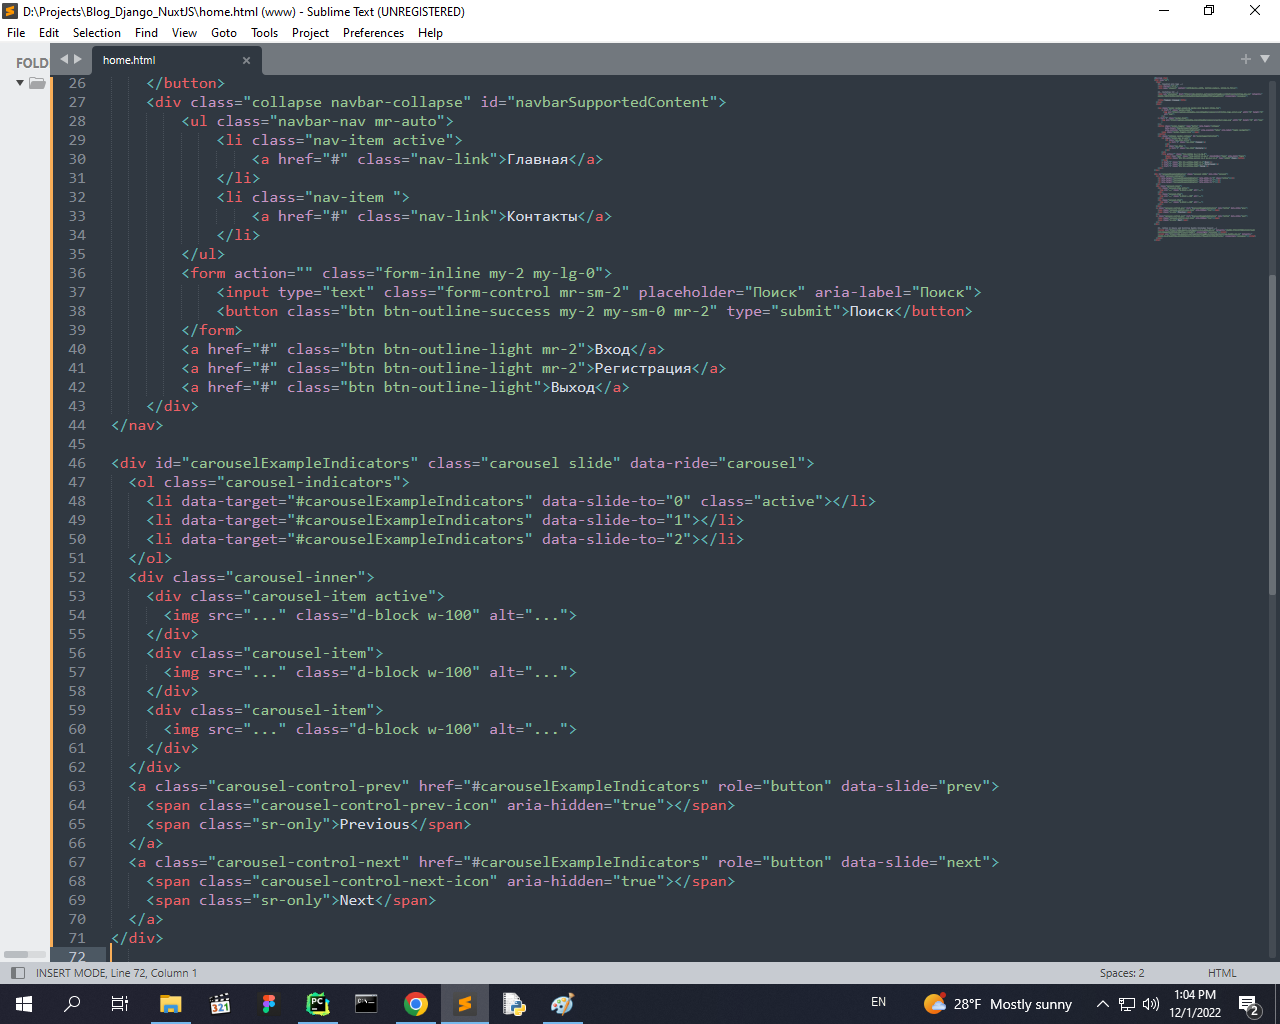 D:\Projects\Blog_Django_NuxtJS\home.html (www) - Sublime Text (UNREGISTERED)
File Edit Selection Find View Goto Tools Project Preferences Help
FOLD
home.html
26 </button>
27 <div class="collapse navbar-collapse" id="navbarSupportedContent">
28 <ul class="navbar-nav mr-auto">
29 <li class="nav-item active">
30 <a href="#" class="nav-link">Главная</a>
31 </li>
32 <li class="nav-item ">
33 <a href="#" class="nav-link">Контакты</a>
34 </li>
35 </ul>
36 <form action="" class="form-inline my-2 my-lg-0">
37 <input type="text" class="form-control mr-sm-2" placeholder="Поиск" aria-label="Поиск">
38 <button class="btn btn-outline-success my-2 my-sm-0 mr-2" type="submit">Поиск</button>
39 </form>
40 <a href="#" class="btn btn-outline-light mr-2">Вход</a>
41 <a href="#" class="btn btn-outline-light mr-2">Регистрация</a>
42 <a href="#" class="btn btn-outline-light">Выход</a>
43 </div>
44 </nav>
45
46 <div id="carouselExampleIndicators" class="carousel slide" data-ride="carousel">
47 <ol class="carousel-indicators">
48 <li data-target="#carouselExampleIndicators" data-slide-to="0" class="active"></li>
49 <li data-target="#carouselExampleIndicators" data-slide-to="1"></li>
50 <li data-target="#carouselExampleIndicators" data-slide-to="2"></li>
51 </ol>
52 <div class="carousel-inner">
53 <div class="carousel-item active">
54 <img src="..." class="d-block w-100" alt="...">
55 </div>
56 <div class="carousel-item">
57 <img src="..." class="d-block w-100" alt="...">
58 </div>
59 <div class="carousel-item">
60 <img src="..." class="d-block w-100" alt="...">
61 </div>
62 </div>
63 <a class="carousel-control-prev" href="#carouselExampleIndicators" role="button" data-slide="prev">
64 <span class="carousel-control-prev-icon" aria-hidden="true"></span>
65 <span class="sr-only">Previous</span>
66 </a>
67 <a class="carousel-control-next" href="#carouselExampleIndicators" role="button" data-slide="next">
68 <span class="carousel-control-next-icon" aria-hidden="true"></span>
69 <span class="sr-only">Next</span>
70 </a>
71 </div>
72
INSERT MODE, Line 72, Column 1 Spaces: 2 HTML
321 PC EN 28°F Mostly sunny 1:04 PM
12/1/2022 2